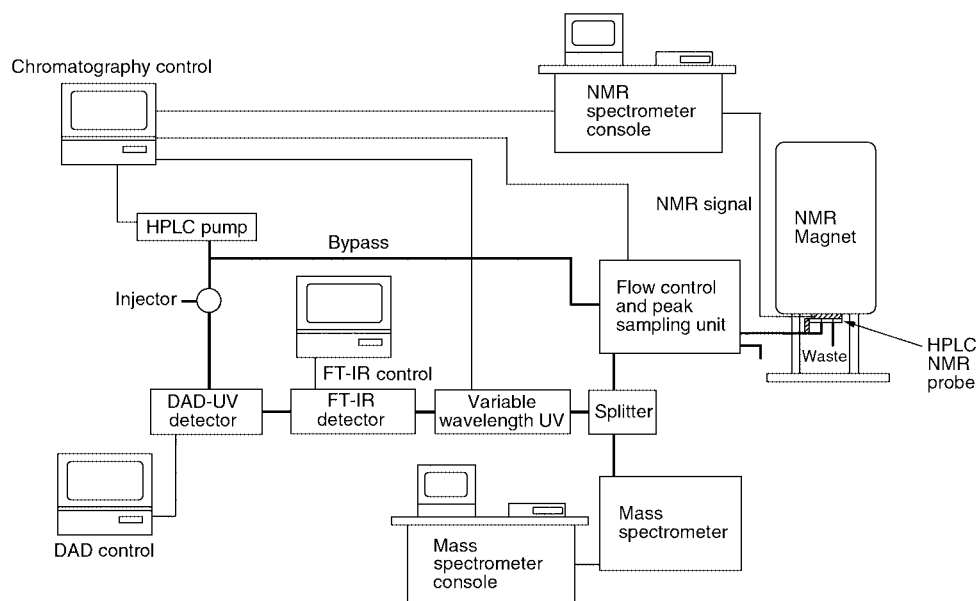 Chromatography control
NMR
spectrometer
console
NMR signal
NMR
Magnet
HPLC pump
Bypass
Injector
Flow control
and peak
sampling unit
Waste
HPLC
NMR
probe
FT-IR control
DAD-UV
detector
FT-IR
detector
Variable
wavelength UV
Splitter
DAD control
Mass
spectrometer
console
Mass
spectrometer